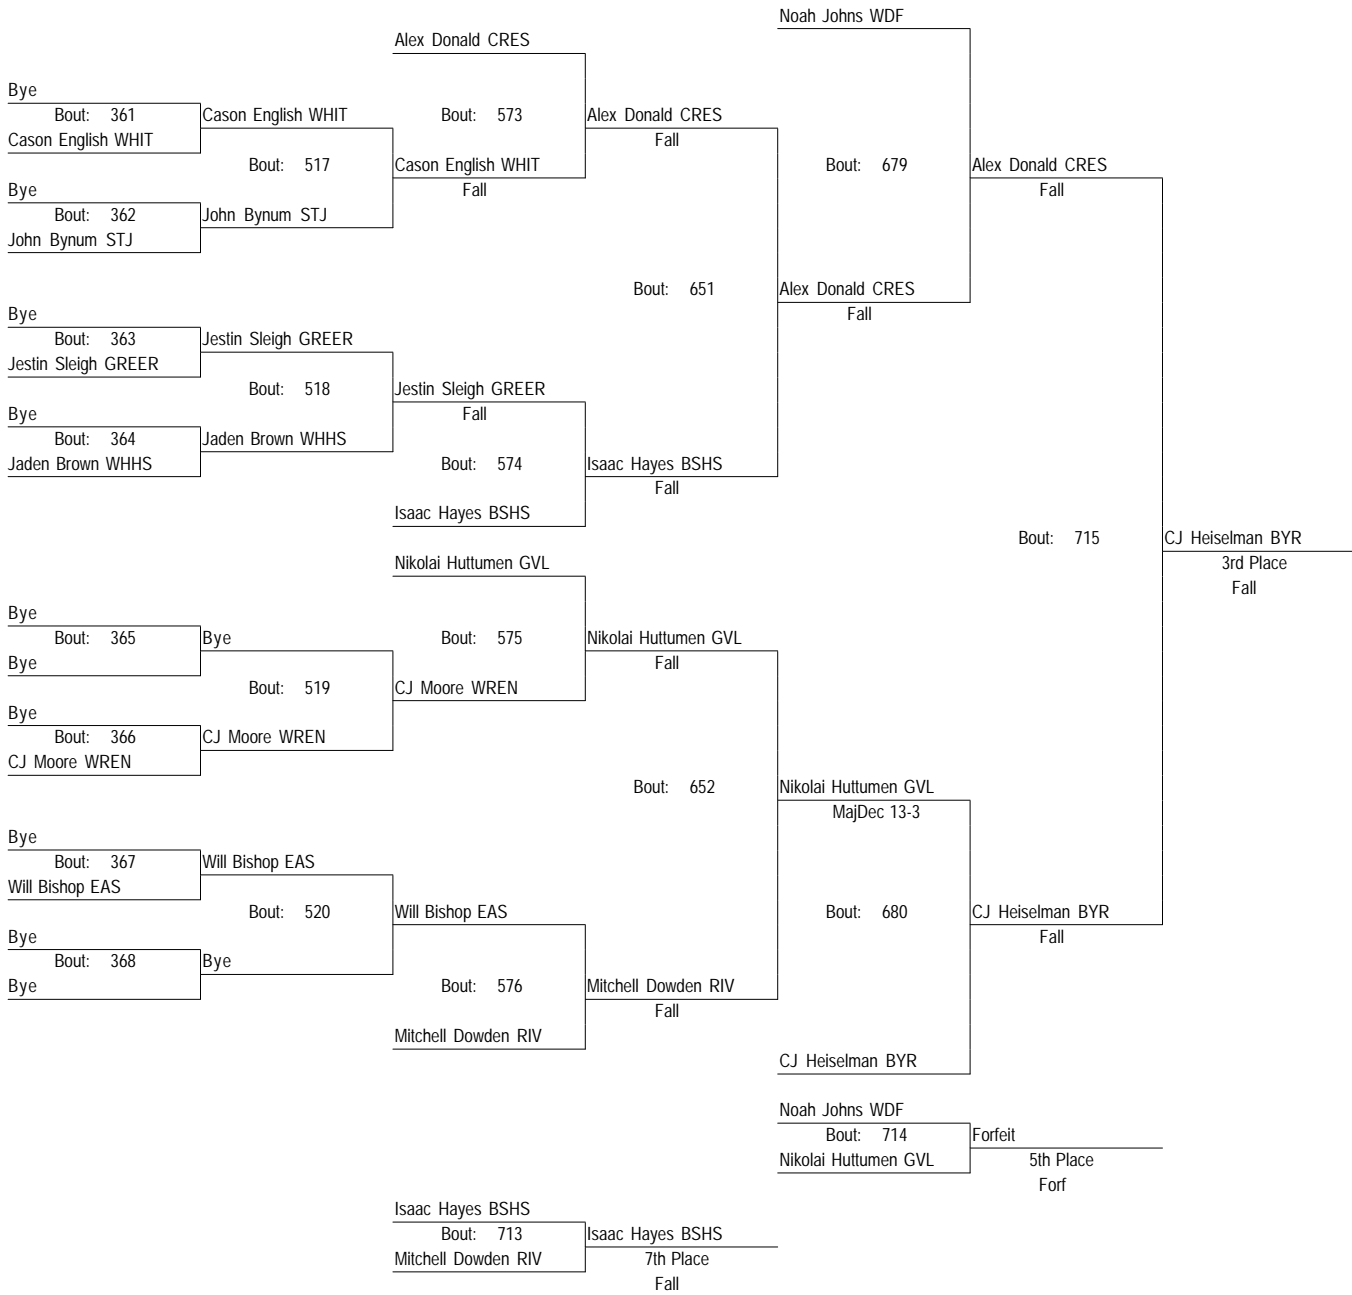 Noah Johns WDF
Alex Donald CRES
Bye
Bout: 361
Cason English WHIT
Bout: 573
Alex Donald CRES
Cason English WHIT
Fall
Bout: 517
Cason English WHIT
Bout: 679
Alex Donald CRES
Bye
Fall
Fall
Bout: 362
John Bynum STJ
John Bynum STJ
Bout: 651
Alex Donald CRES
Bye
Fall
Bout: 363
Jestin Sleigh GREER
Jestin Sleigh GREER
Bout: 518
Jestin Sleigh GREER
Bye
Fall
Bout: 364
Jaden Brown WHHS
Jaden Brown WHHS
Bout: 574
Isaac Hayes BSHS
Fall
Isaac Hayes BSHS
Bout: 715
CJ Heiselman BYR
Nikolai Huttumen GVL
3rd Place
Fall
Bye
Bout: 365
Bye
Bout: 575
Nikolai Huttumen GVL
Bye
Fall
Bout: 519
CJ Moore WREN
Bye
Bout: 366
CJ Moore WREN
CJ Moore WREN
Bout: 652
Nikolai Huttumen GVL
MajDec 13-3
Bye
Bout: 367
Will Bishop EAS
Will Bishop EAS
Bout: 520
Will Bishop EAS
Bout: 680
CJ Heiselman BYR
Bye
Fall
Bout: 368
Bye
Bye
Bout: 576
Mitchell Dowden RIV
Fall
Mitchell Dowden RIV
CJ Heiselman BYR
Noah Johns WDF
Bout: 714
Forfeit
Nikolai Huttumen GVL
5th Place
Forf
Isaac Hayes BSHS
Bout: 713
Isaac Hayes BSHS
Mitchell Dowden RIV
7th Place
Fall